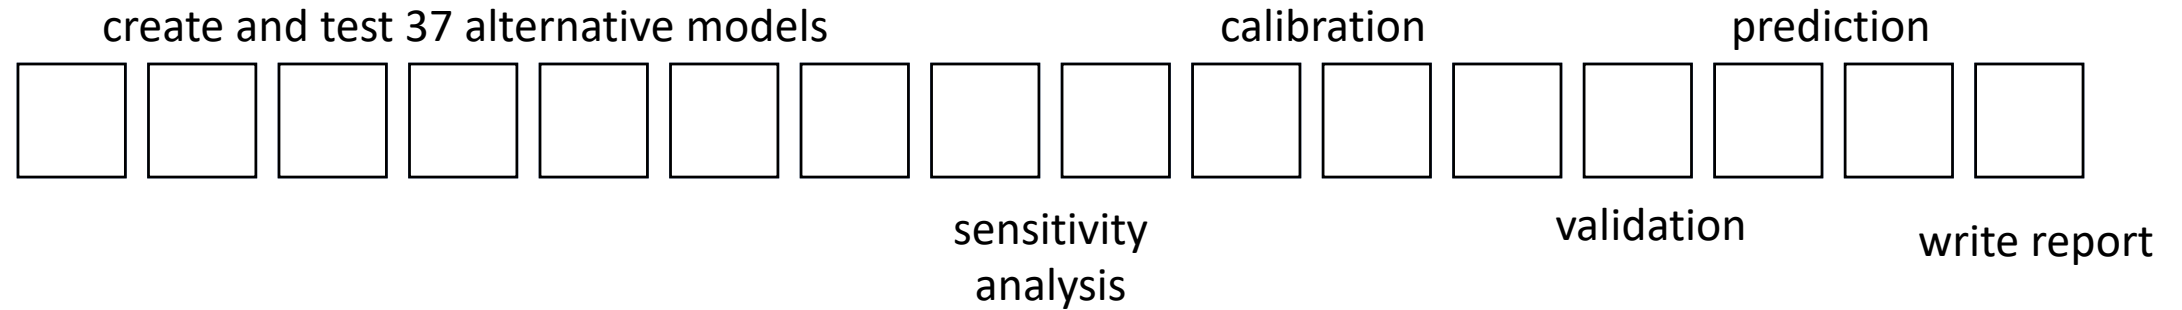 create and test 37 alternative models
calibration
prediction
sensitivity
analysis
validation
write report